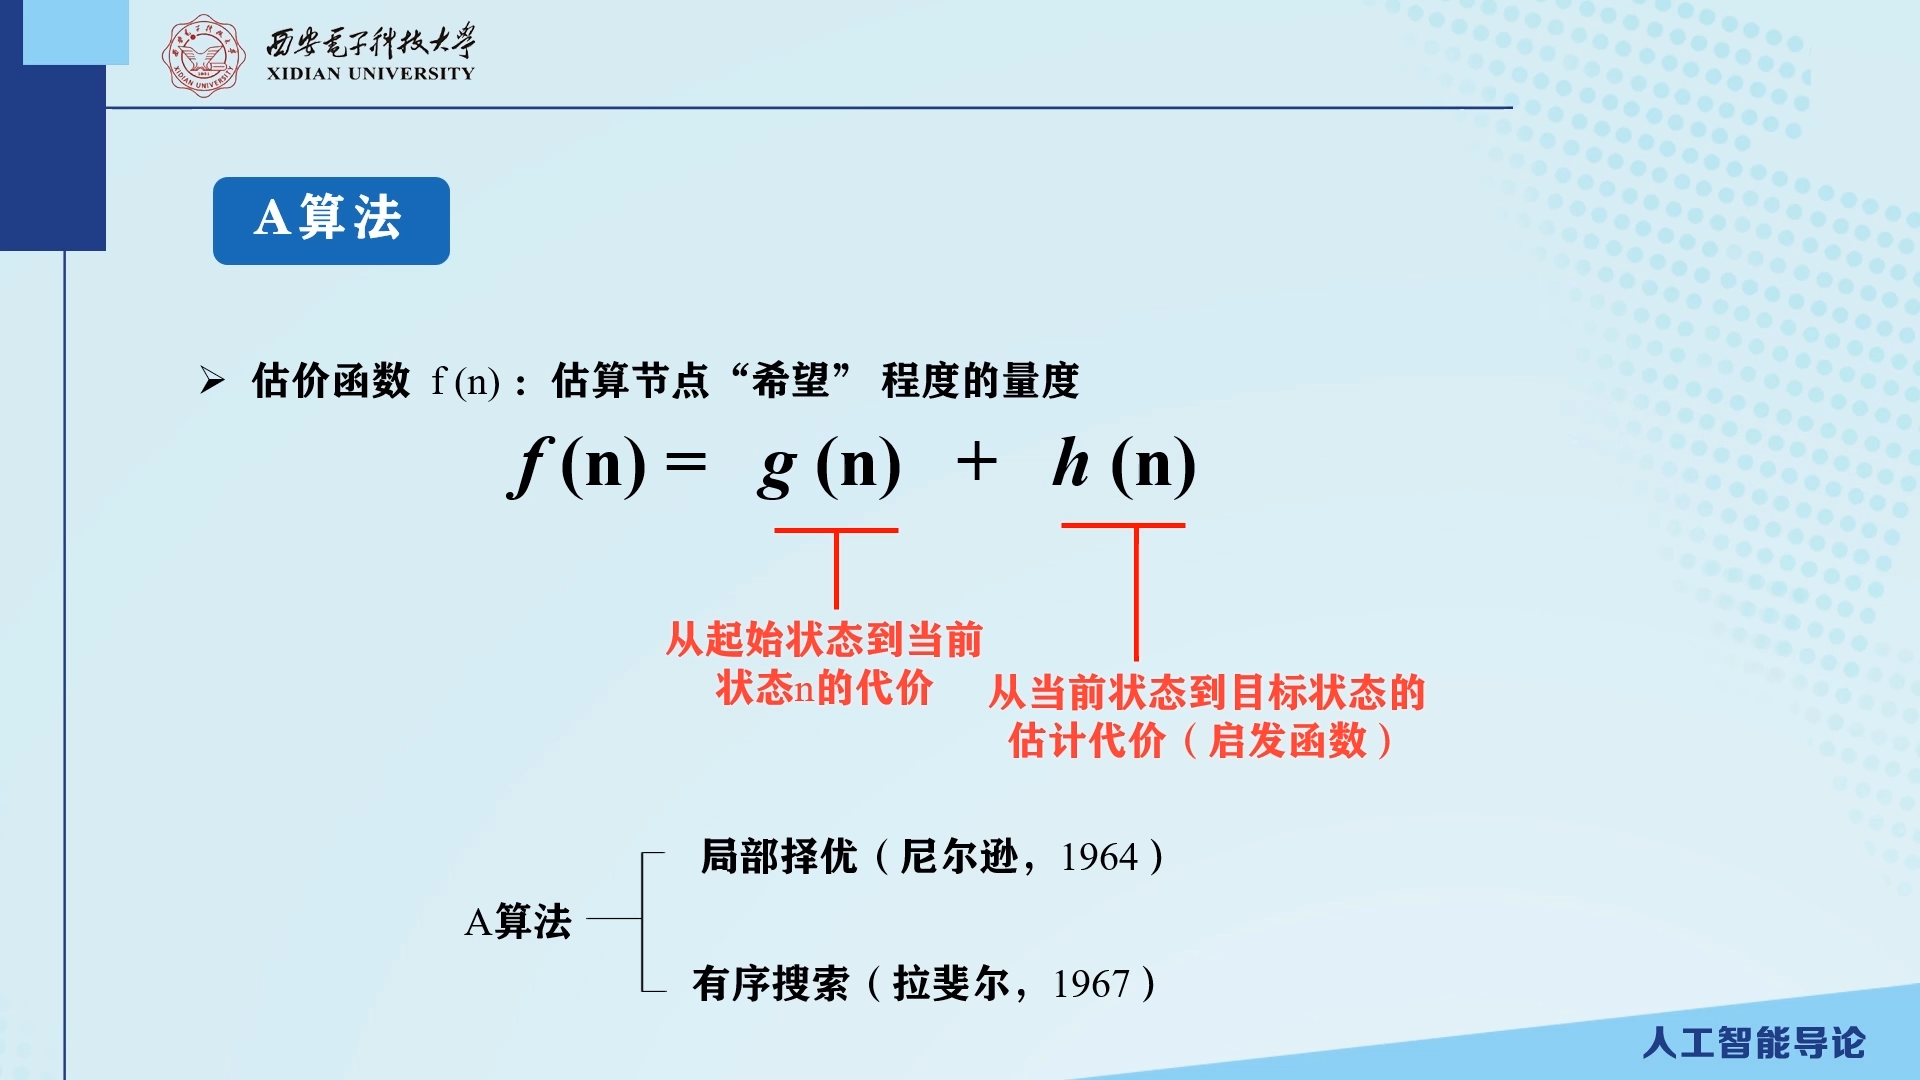 西安电子科技大学
XIDIAN UNIVERSITY
A算法
估价函数 f (n)：估算节点“希望” 程度的量度
f (n) = g (n) + h (n)
从起始状态到当前
状态n的代价
从当前状态到目标状态的
估计代价（启发函数）
局部择优（尼尔逊，1964）
A算法
有序搜索（拉斐尔，1967）
人工智能导论